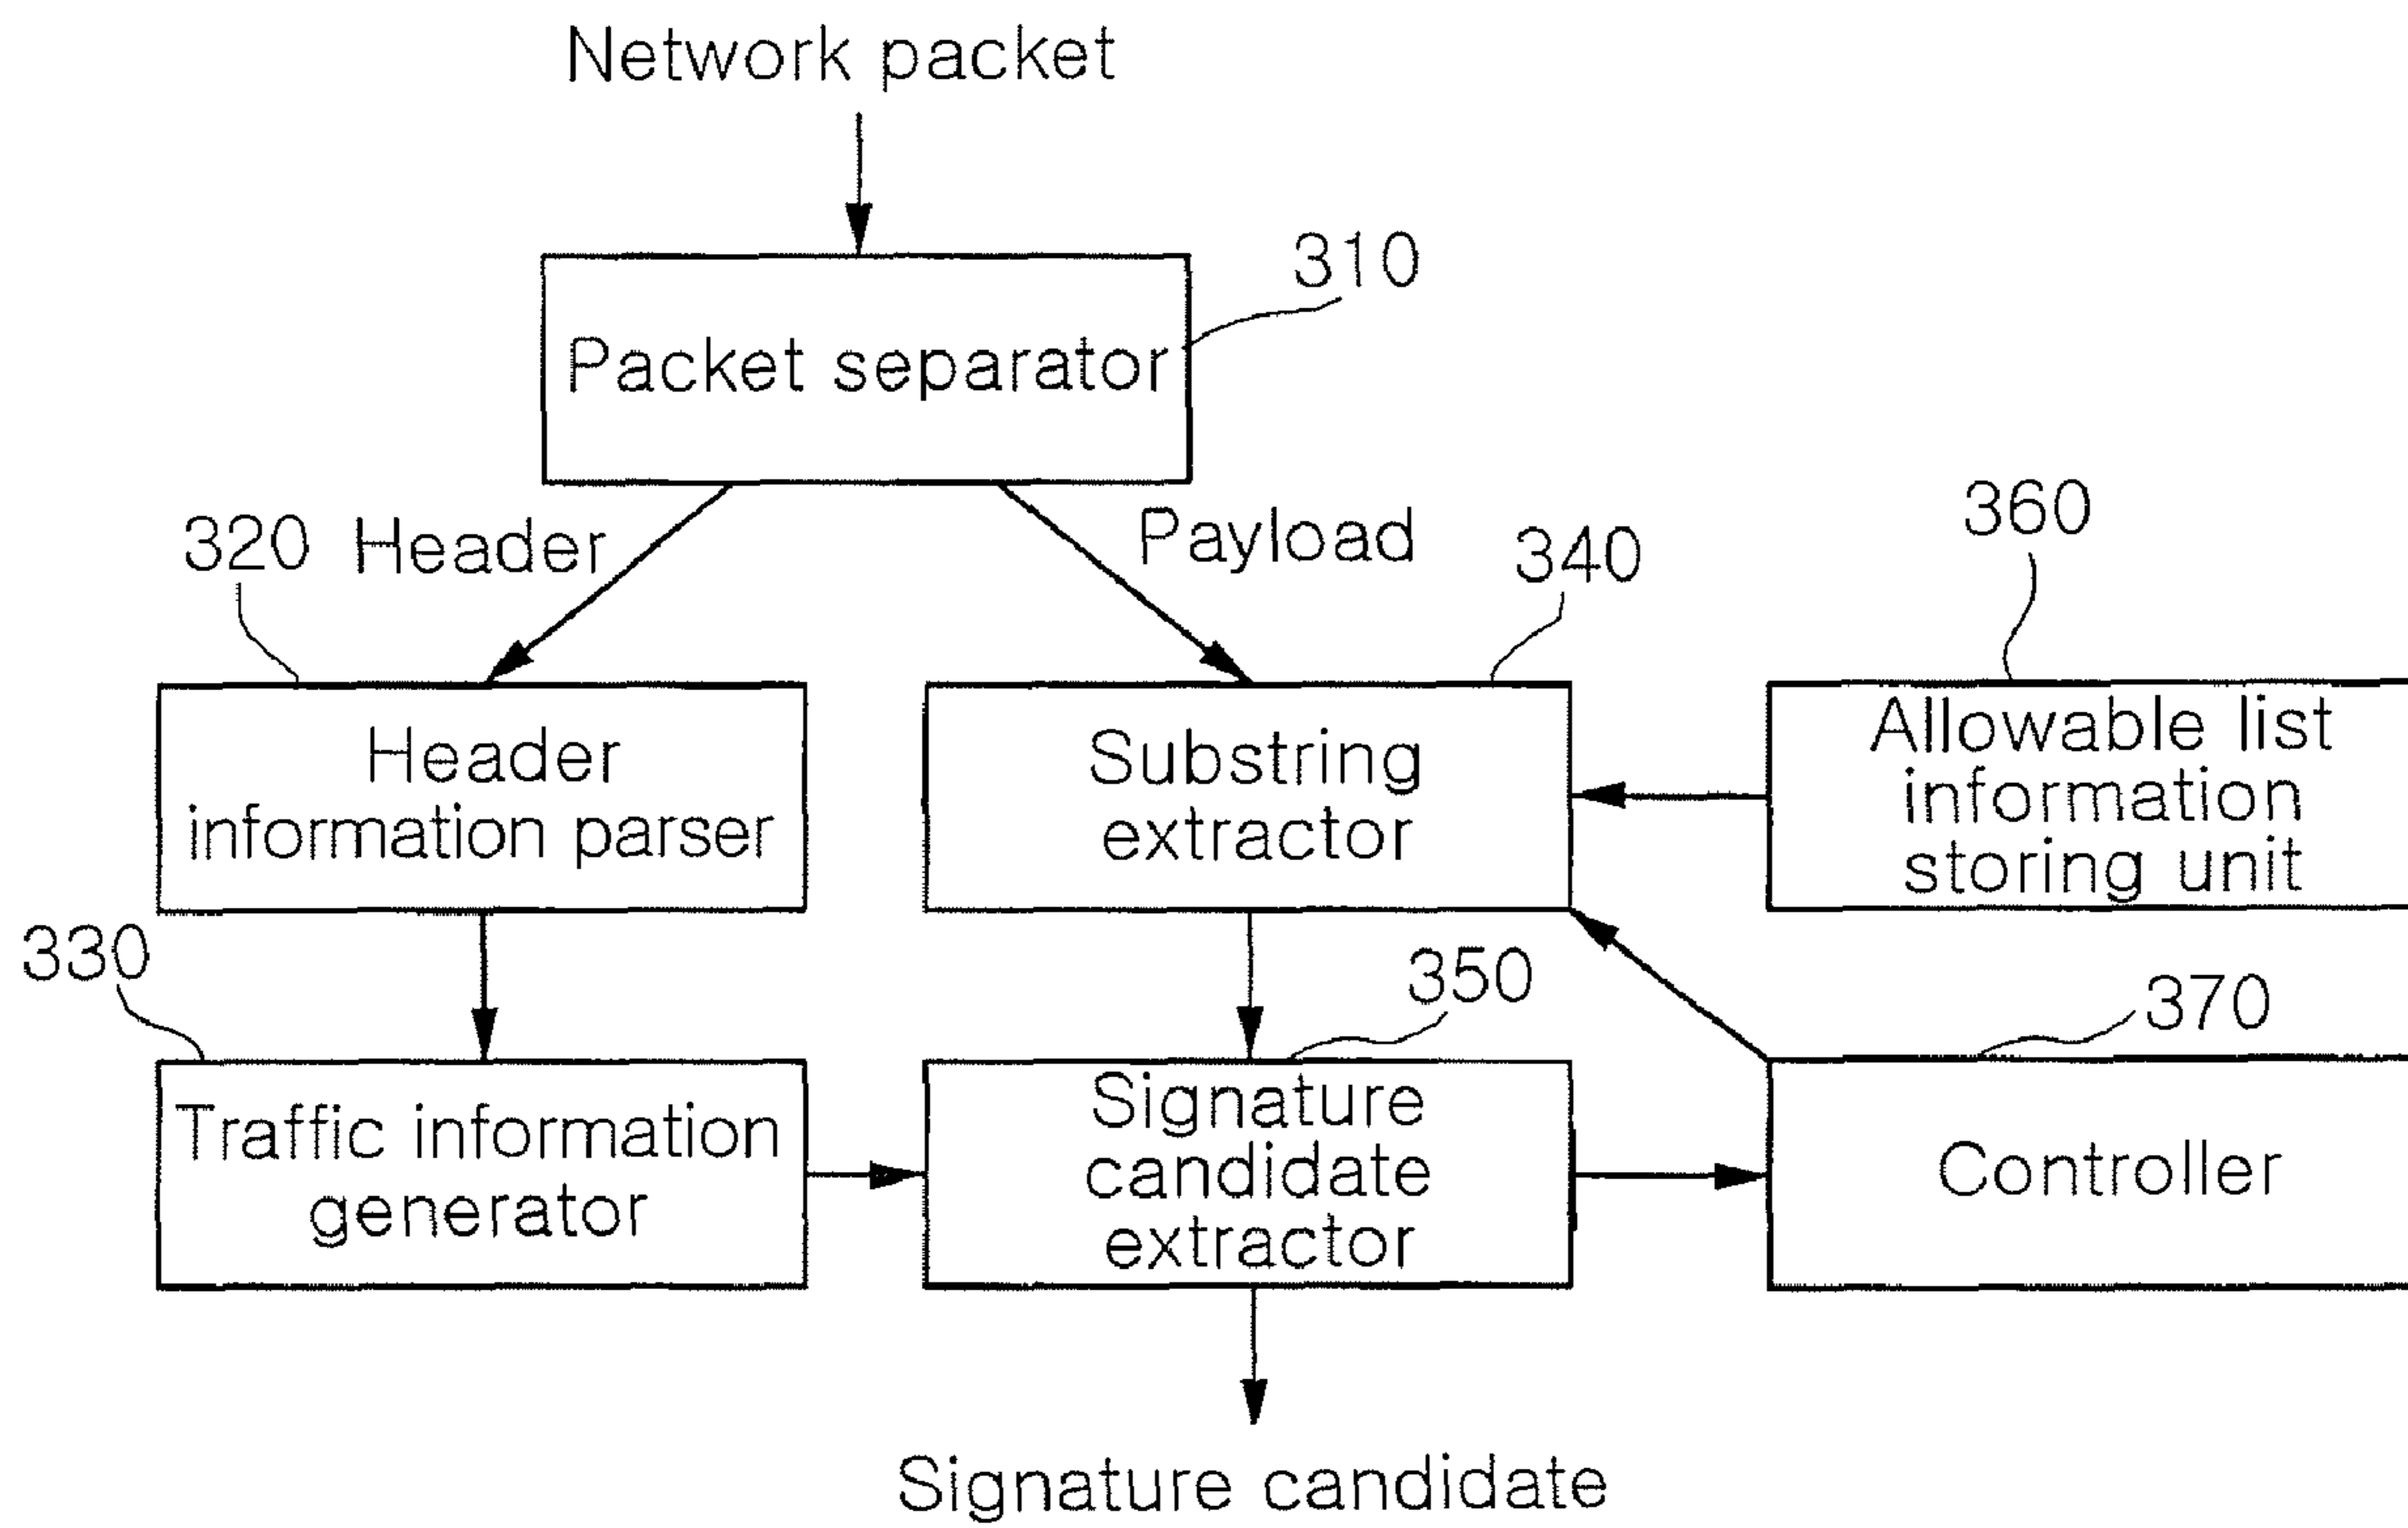 Network packet
310
Packet separator
320
Header
Payload
340
360
Header
information parser
Substring
extractor
Allowable list
information
storing unit
330
350
370
Traffic information
generator
Signature
candidate
extractor
Controller
Signature candidate